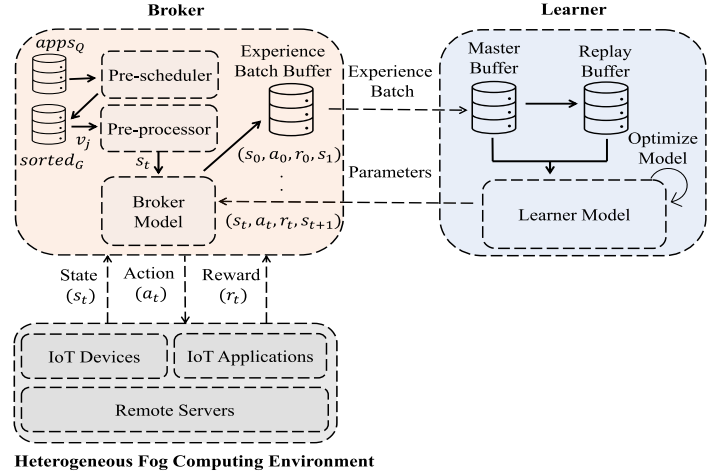 Broker
Learner
apps_Q
Pre-scheduler
sorted_G
v_j
Pre-processor
s_t
Broker
Model
Experience
Batch Buffer
(s_0, a_0, r_0, s_1)
.
.
(s_t, a_t, r_t, s_{t+1})
Experience
Batch
Parameters
Master
Buffer
Replay
Buffer
Optimize
Model
Learner Model
State
(s_t)
Action
(a_t)
Reward
(r_t)
IoT Devices
IoT Applications
Remote Servers
Heterogeneous Fog Computing Environment